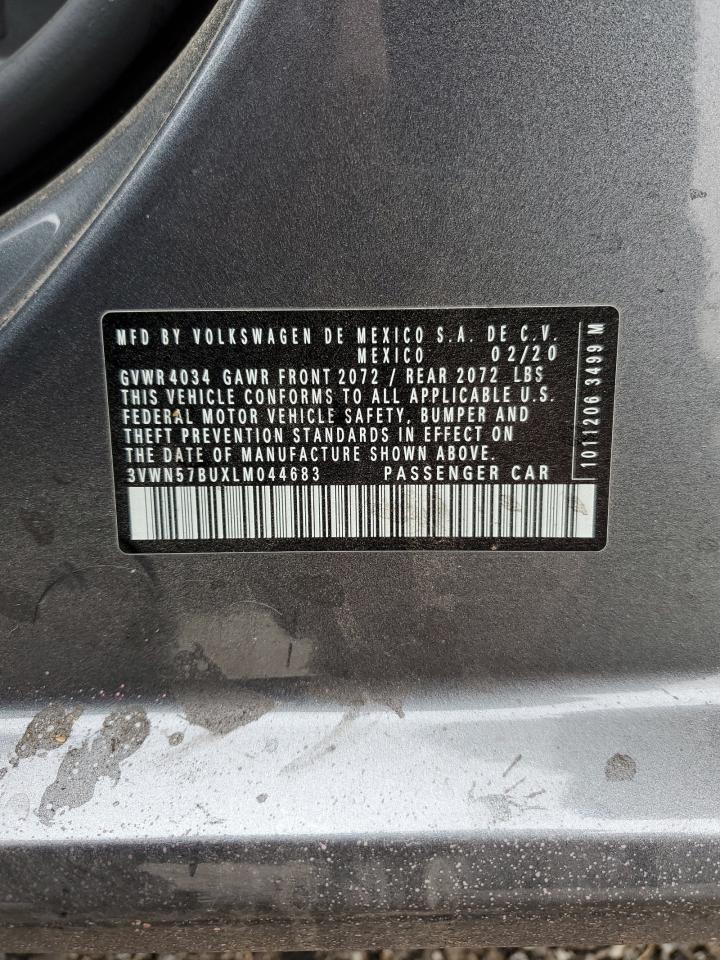 MFD BY VOLKSWAGEN DE MEXICO S.A. DE C.V.
MEXICO 02/20
GVWR 4034 GAWR FRONT 2072 / REAR 2072 LBS
THIS VEHICLE CONFORMS TO ALL APPLICABLE U.S.
FEDERAL MOTOR VEHICLE SAFETY, BUMPER AND
THEFT PREVENTION STANDARDS IN EFFECT ON
THE DATE OF MANUFACTURE SHOWN ABOVE.
3VWN57BUXLM044683 PASSENGER CAR
1011206 3499 M